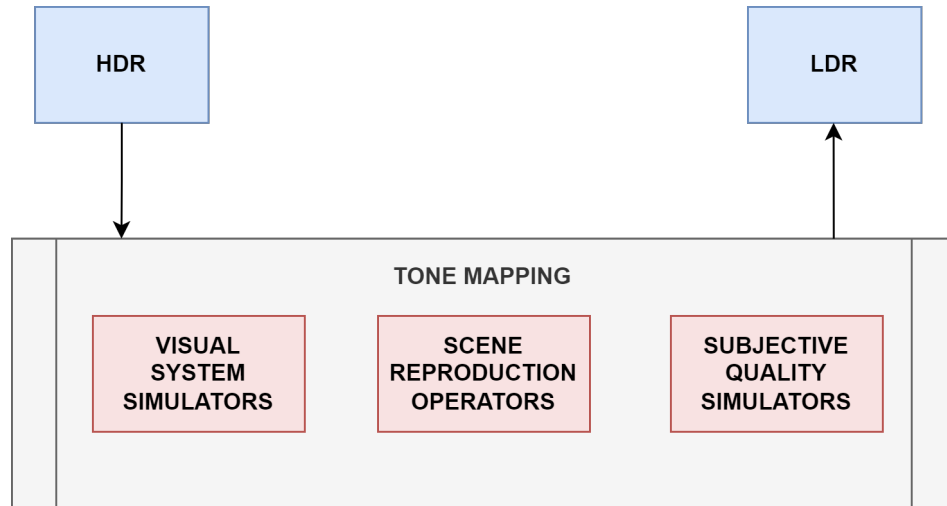 HDR
LDR
TONE MAPPING
VISUAL
SYSTEM
SIMULATORS
SCENE
REPRODUCTION
OPERATORS
SUBJECTIVE
QUALITY
SIMULATORS